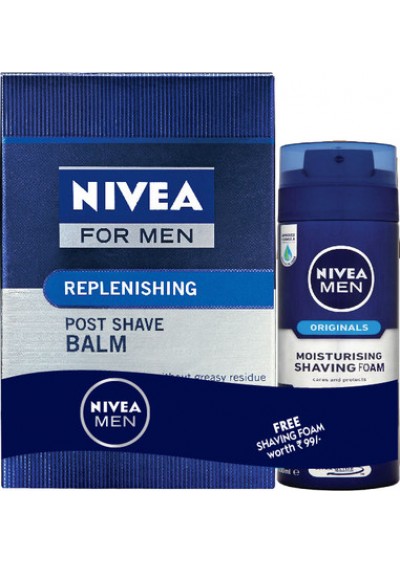 NIVEA
FOR MEN
REPLENISHING
POST SHAVE
BALM
without greasy residue
NIVEA
MEN
FREE
SHAVING FOAM
worth ₹ 99/-
NIVEA
MEN
ORIGINALS
MOISTURISING
SHAVING FOAM
cares and protects